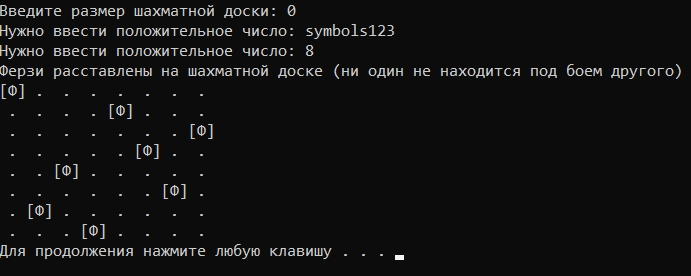 Введите размер шахматной доски: 0
Нужно ввести положительное число: symbols123
Нужно ввести положительное число: 8
Ферзи расставлены на шахматной доске (ни один не находится под боем другого)
[Ф] .  .  .  .  .  .  .
 .  .  .  . [Ф] .  .  .
 .  .  .  .  .  .  . [Ф]
 .  .  .  .  . [Ф] .  .
 .  . [Ф] .  .  .  .  .
 .  .  .  .  .  . [Ф] .
 . [Ф] .  .  .  .  .  .
 .  .  . [Ф] .  .  .  .
Для продолжения нажмите любую клавишу . . .